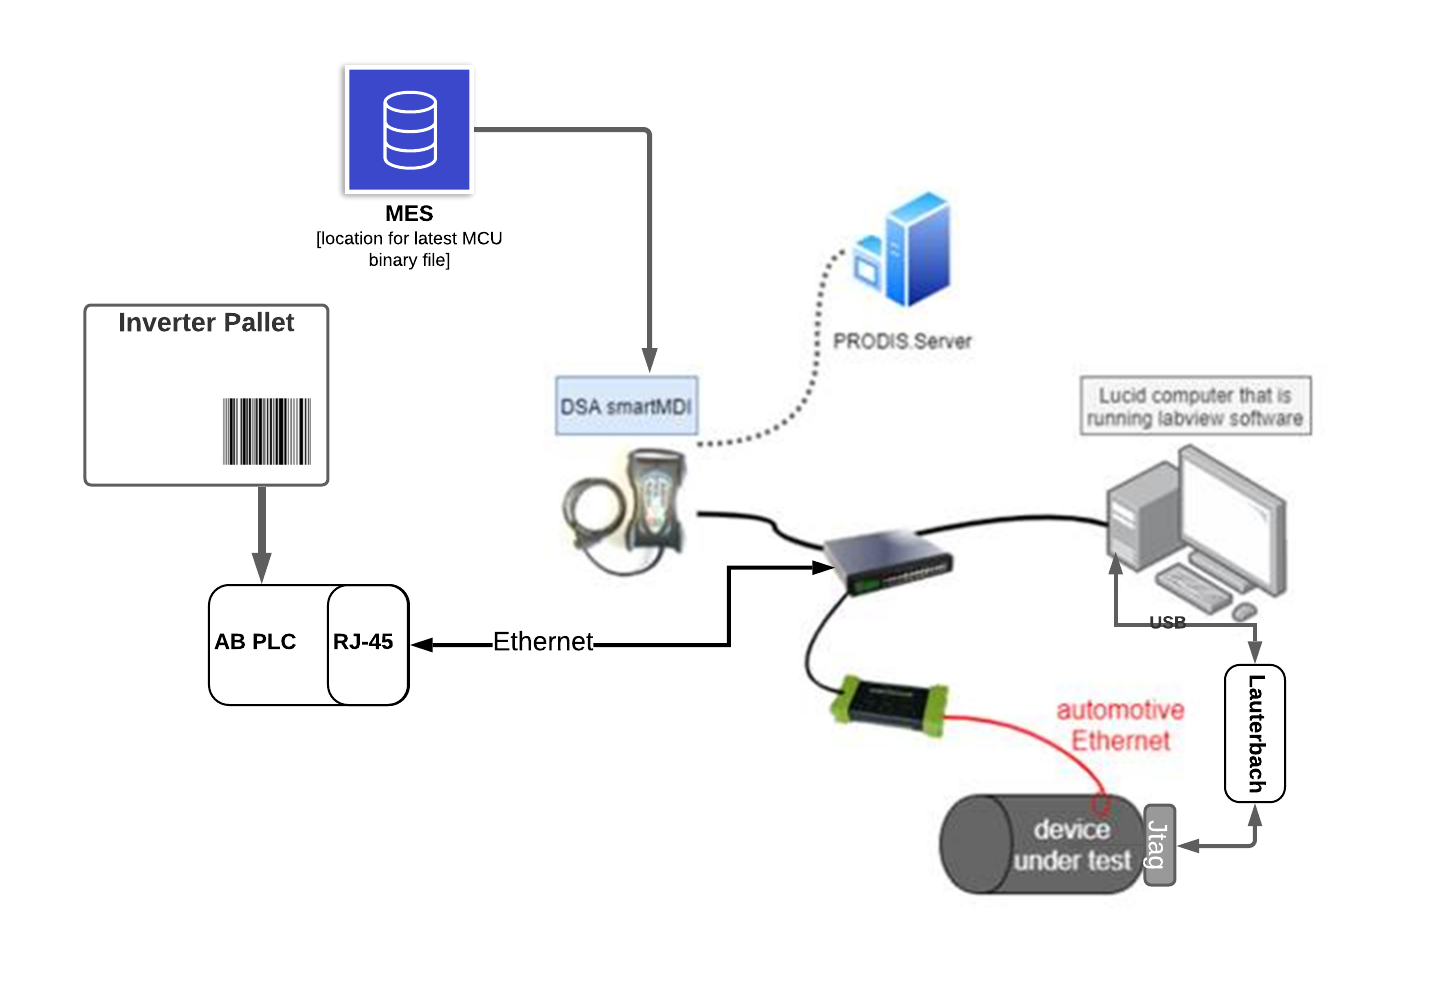 MES
[location for latest MCU
binary file]
Inverter Pallet
PRODIS.Server
DSA smartMDI
Lucid computer that is
running labview software
AB PLC
RJ-45
Ethernet
USB
Lauterbach
automotive
Ethernet
device
under test
Jtag